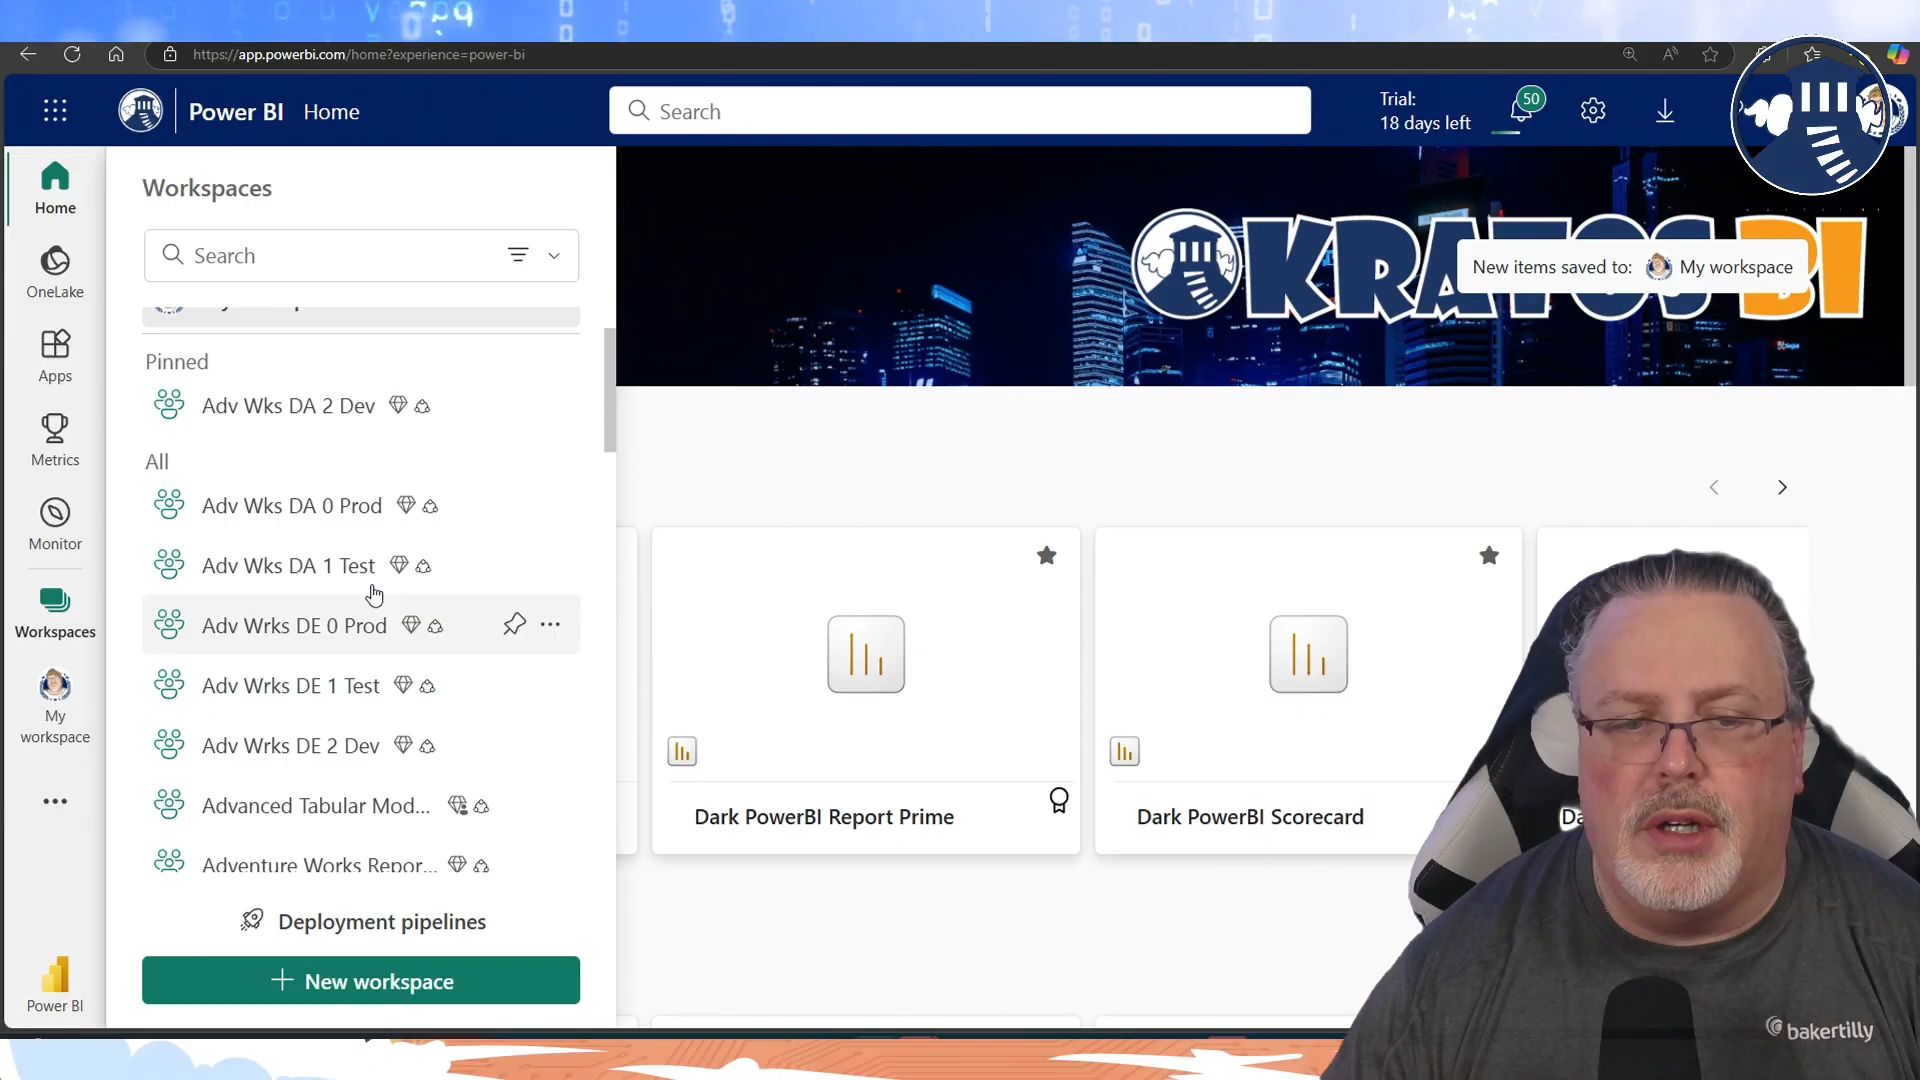 https://app.powerbi.com/home?experience=power-bi
Power BI Home
Search
Trial:
18 days left
50
Home
OneLake
Apps
Metrics
Monitor
Workspaces
My
workspace
Power BI
Workspaces
Search
Pinned
Adv Wks DA 2 Dev
All
Adv Wks DA 0 Prod
Adv Wks DA 1 Test
Adv Wrks DE 0 Prod
Adv Wrks DE 1 Test
Adv Wrks DE 2 Dev
Advanced Tabular Mod...
Adventure Works Repor...
Deployment pipelines
New workspace
KRATOS BI
New items saved to: My workspace
Dark PowerBI Report Prime
Dark PowerBI Scorecard
bakertilly